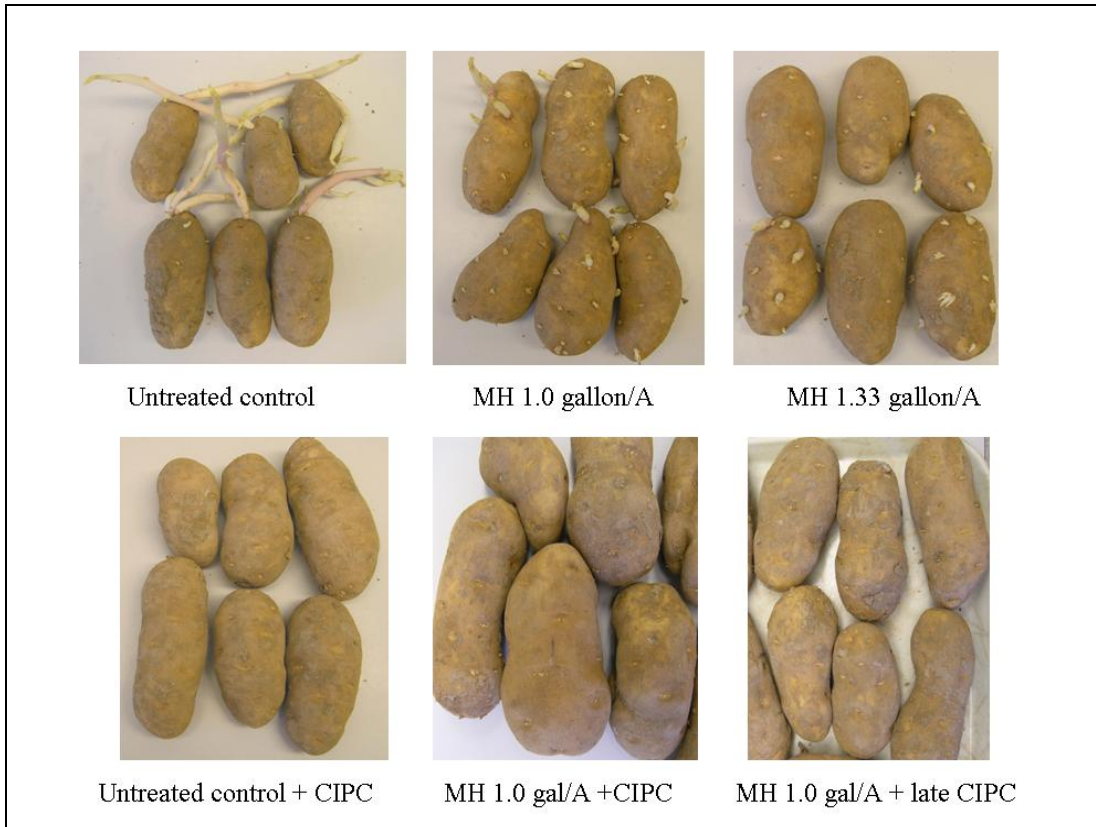 Untreated control
MH 1.0 gallon/A
MH 1.33 gallon/A
Untreated control + CIPC
MH 1.0 gal/A +CIPC
MH 1.0 gal/A + late CIPC